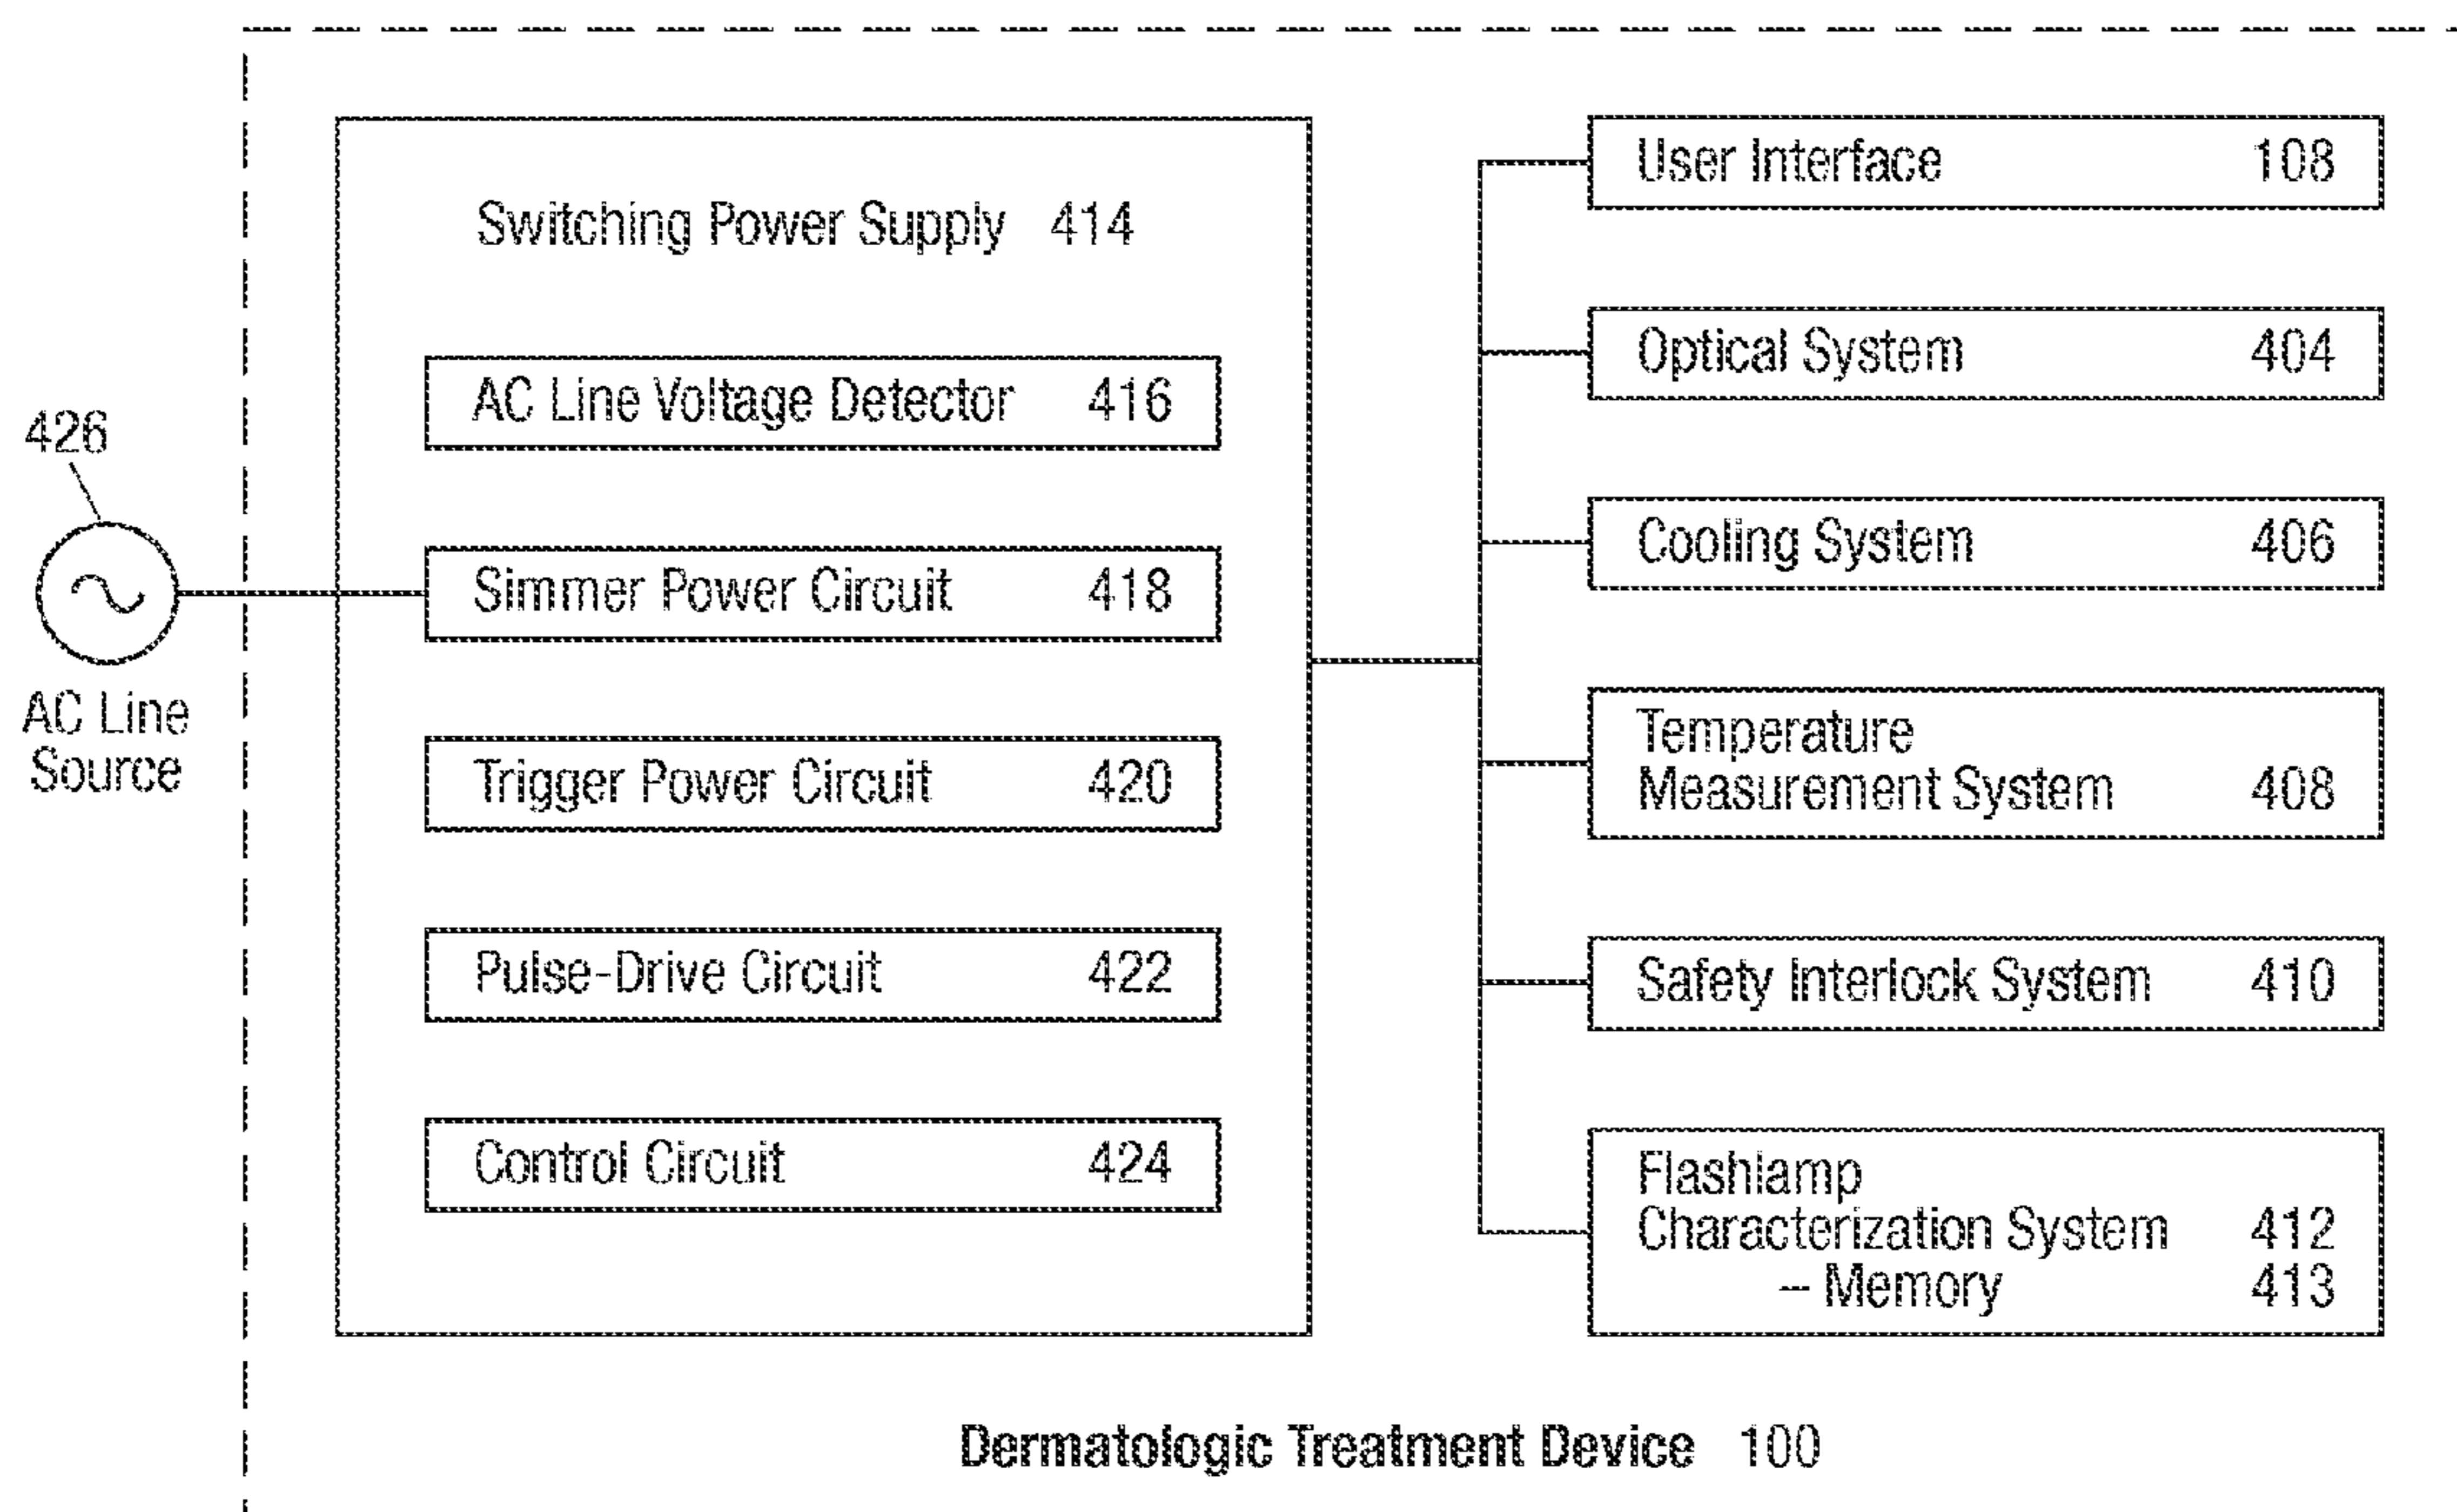 426
AC Line
Source
Switching Power Supply 414
AC Line Voltage Detector 416
Simmer Power Circuit 418
Trigger Power Circuit 420
Pulse-Drive Circuit 422
Control Circuit 424
User Interface 108
Optical System 404
Cooling System 406
Temperature
Measurement System 408
Safety Interlock System 410
Flashlamp
Characterization System 412
– Memory 413
Dermatologic Treatment Device 100